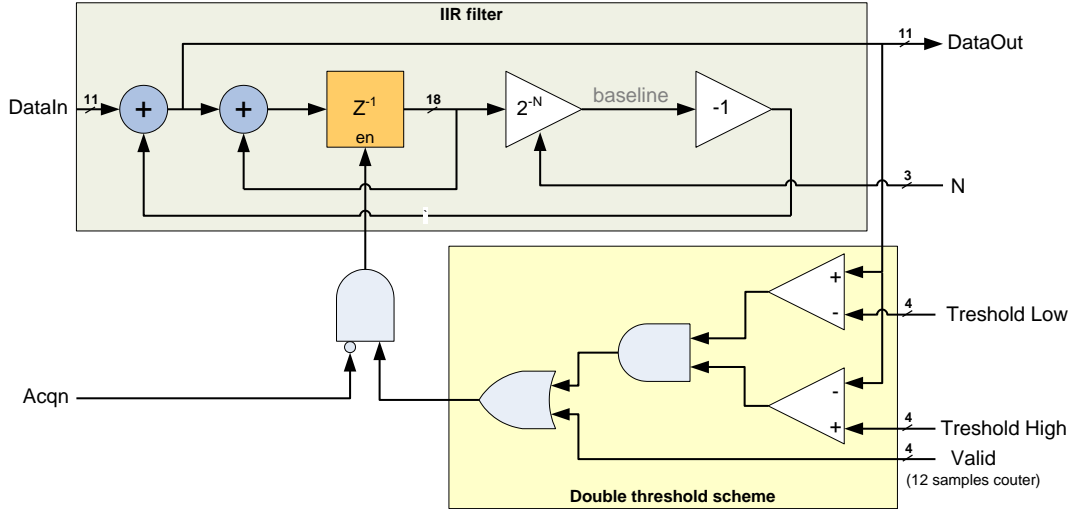 IIR filter
11
DataOut
DataIn
11
+
+
Z-1
en
18
2-N
baseline
-1
3
N
+
-
4
Treshold Low
-
+
4
Treshold High
4
Valid
(12 samples couter)
Acqn
Double threshold scheme